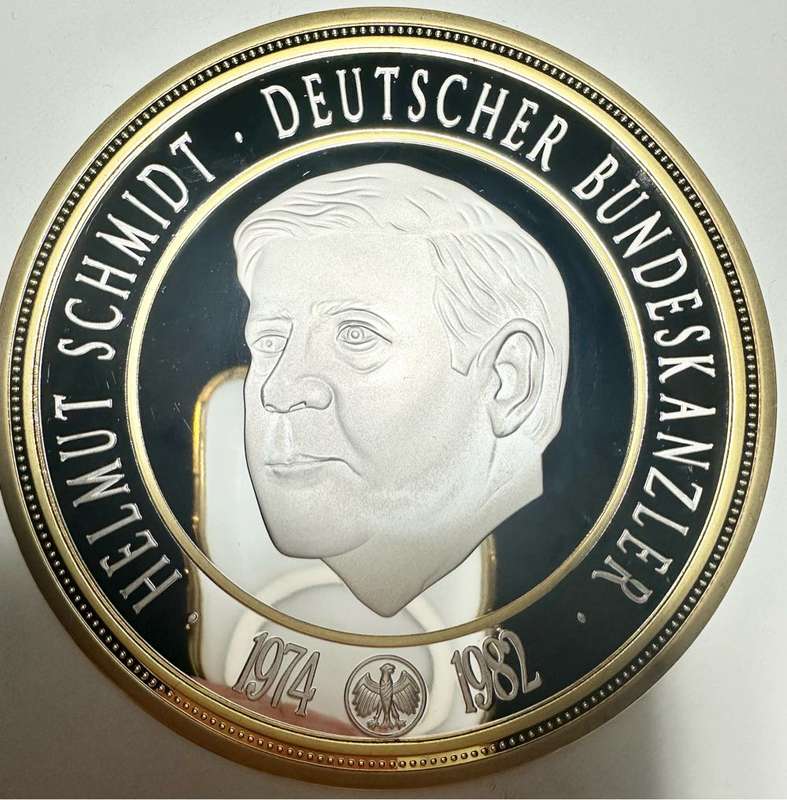 · HELMUT SCHMIDT · DEUTSCHER BUNDESKANZLER ·
1974 1982